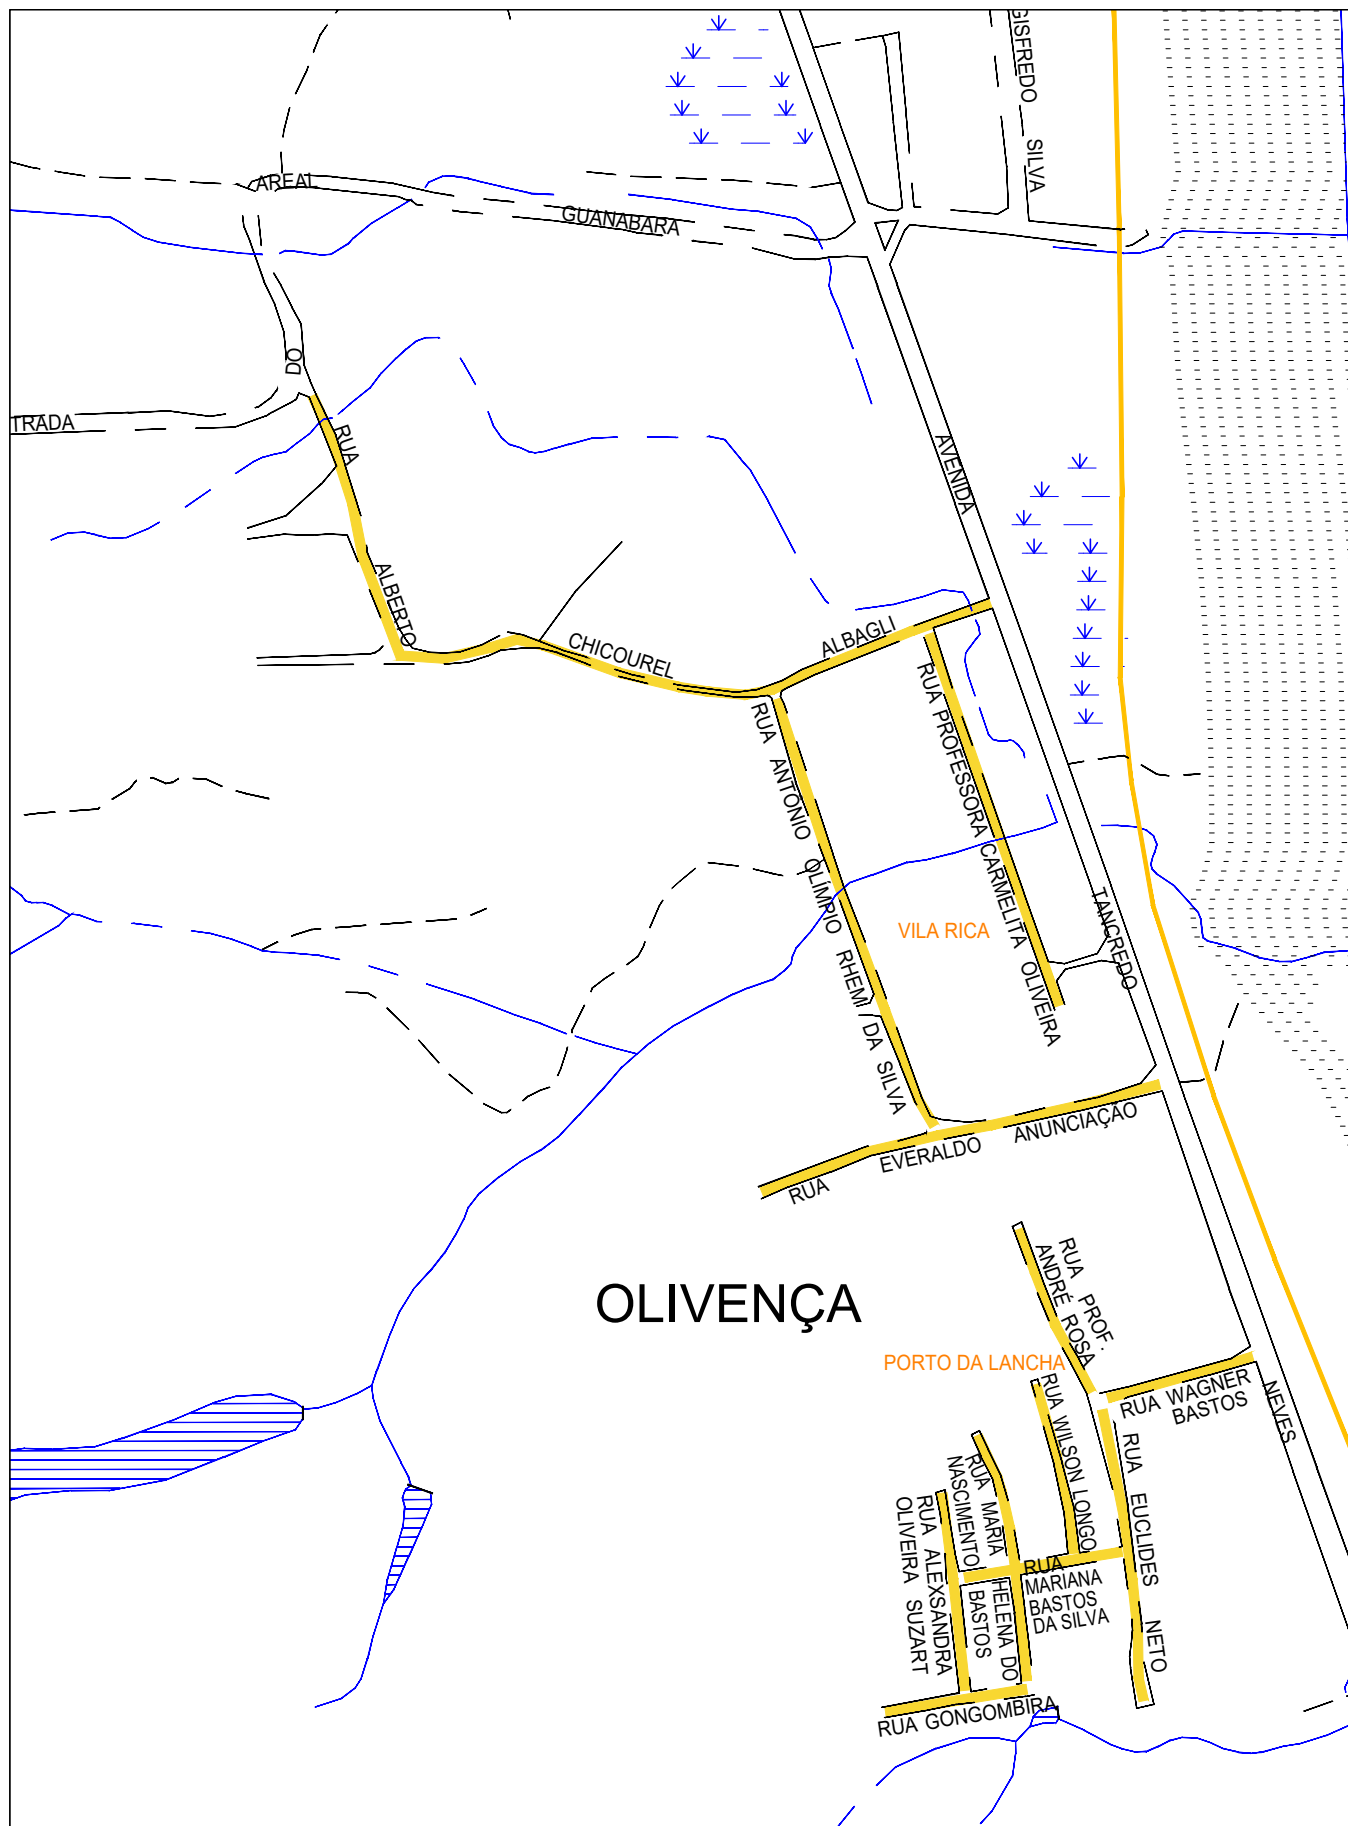 GISFREDO SILVA
AREAL
GUANABARA
DO
TRADA
RUA ALBERTO CHICOUREL ALBAGLI
AVENIDA TANCREDO NEVES
RUA PROFESSORA CARMELITA OLIVEIRA
RUA ANTÔNIO OLÍMPIO RHEM DA SILVA
VILA RICA
RUA EVERALDO ANUNCIAÇÃO
OLIVENÇA
RUA PROF.
ANDRÉ ROSA
PORTO DA LANCHA
RUA WAGNER
BASTOS
RUA WILSON LONGO
RUA EUCLIDES NETO
RUA MARIA HELENA DO
NASCIMENTO BASTOS
RUA ALEXSANDRA
OLIVEIRA SUZART
RUA
MARIANA
BASTOS
DA SILVA
RUA GONGOMBIRA